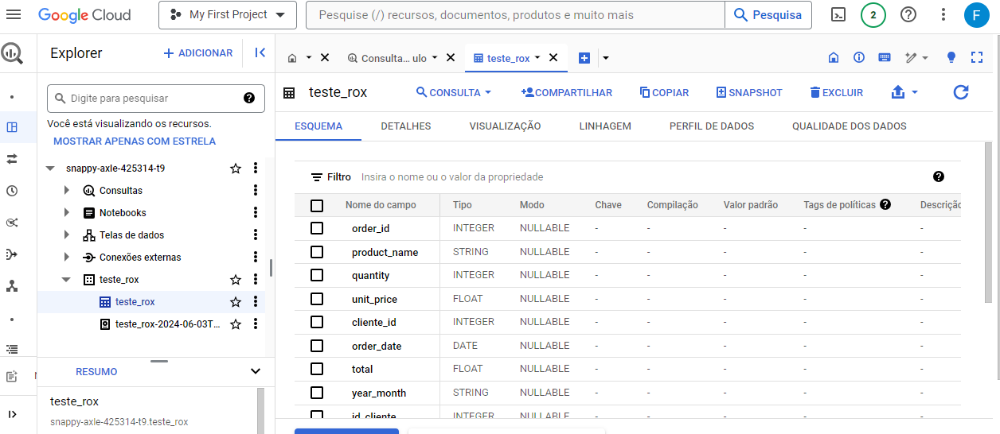 Google Cloud
My First Project
Pesquise (/) recursos, documentos, produtos e muito mais
Pesquisa
2
F
Explorer
ADICIONAR
Consulta… ulo
teste_rox
Digite para pesquisar
Você está visualizando os recursos.
MOSTRAR APENAS COM ESTRELA
snappy-axle-425314-t9
Consultas
Notebooks
Telas de dados
Conexões externas
teste_rox
teste_rox
teste_rox-2024-06-03T…
RESUMO
teste_rox
snappy-axle-425314-t9.teste_rox
teste_rox
CONSULTA
COMPARTILHAR
COPIAR
SNAPSHOT
EXCLUIR
ESQUEMA DETALHES VISUALIZAÇÃO LINHAGEM PERFIL DE DADOS QUALIDADE DOS DADOS
Filtro Insira o nome ou o valor da propriedade
Nome do campo Tipo Modo Chave Compilação Valor padrão Tags de políticas Descrição
order_id INTEGER NULLABLE - - - - -
product_name STRING NULLABLE - - - - -
quantity INTEGER NULLABLE - - - - -
unit_price FLOAT NULLABLE - - - - -
cliente_id INTEGER NULLABLE - - - - -
order_date DATE NULLABLE - - - - -
total FLOAT NULLABLE - - - - -
year_month STRING NULLABLE - - - - -
id_cliente INTEGER NULLABLE - - - - -